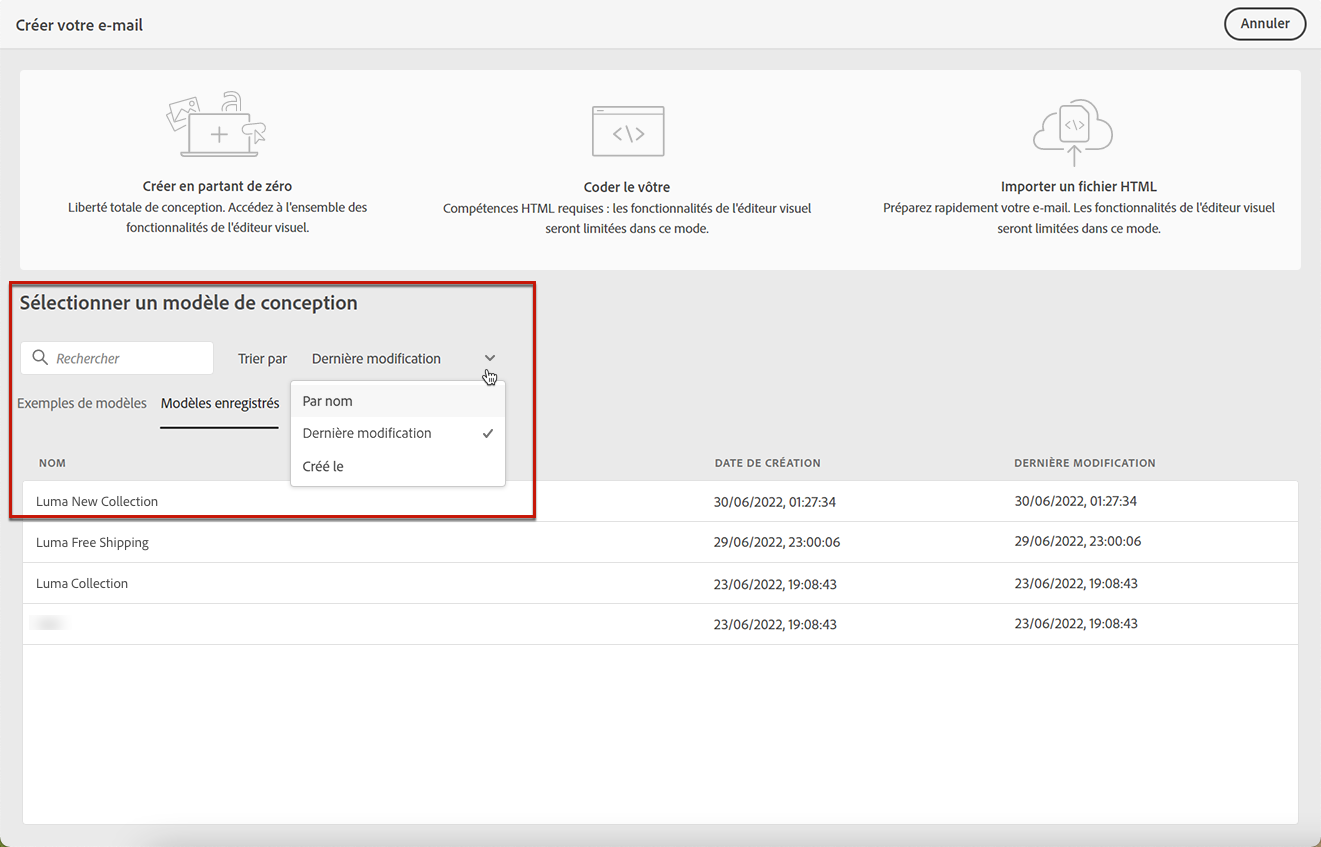 Créer votre e-mail
Annuler
Créer en partant de zéro
Liberté totale de conception. Accédez à l'ensemble des
fonctionnalités de l'éditeur visuel.
Coder le vôtre
Compétences HTML requises : les fonctionnalités de l'éditeur visuel
seront limitées dans ce mode.
Importer un fichier HTML
Préparez rapidement votre e-mail. Les fonctionnalités de l'éditeur visuel
seront limitées dans ce mode.
Sélectionner un modèle de conception
Rechercher
Trier par
Dernière modification
Exemples de modèles
Modèles enregistrés
Par nom
Dernière modification
Créé le
NOM
DATE DE CRÉATION
DERNIÈRE MODIFICATION
Luma New Collection
30/06/2022, 01:27:34
30/06/2022, 01:27:34
Luma Free Shipping
29/06/2022, 23:00:06
29/06/2022, 23:00:06
Luma Collection
23/06/2022, 19:08:43
23/06/2022, 19:08:43
23/06/2022, 19:08:43
23/06/2022, 19:08:43